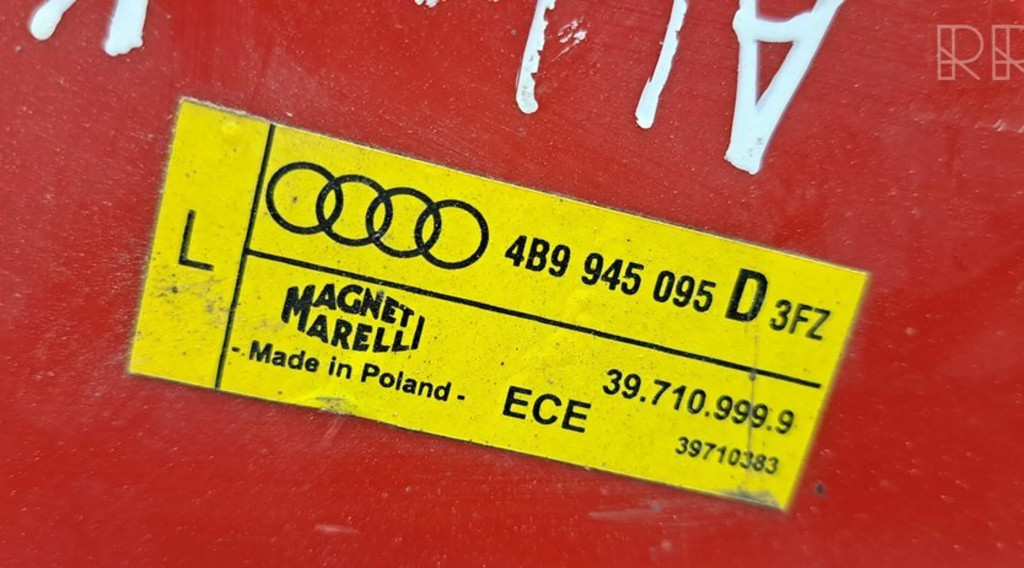 L
4B9 945 095 D 3FZ
MAGNETI
MARELLI
- Made in Poland -
ECE
39.710.999.9
39710383